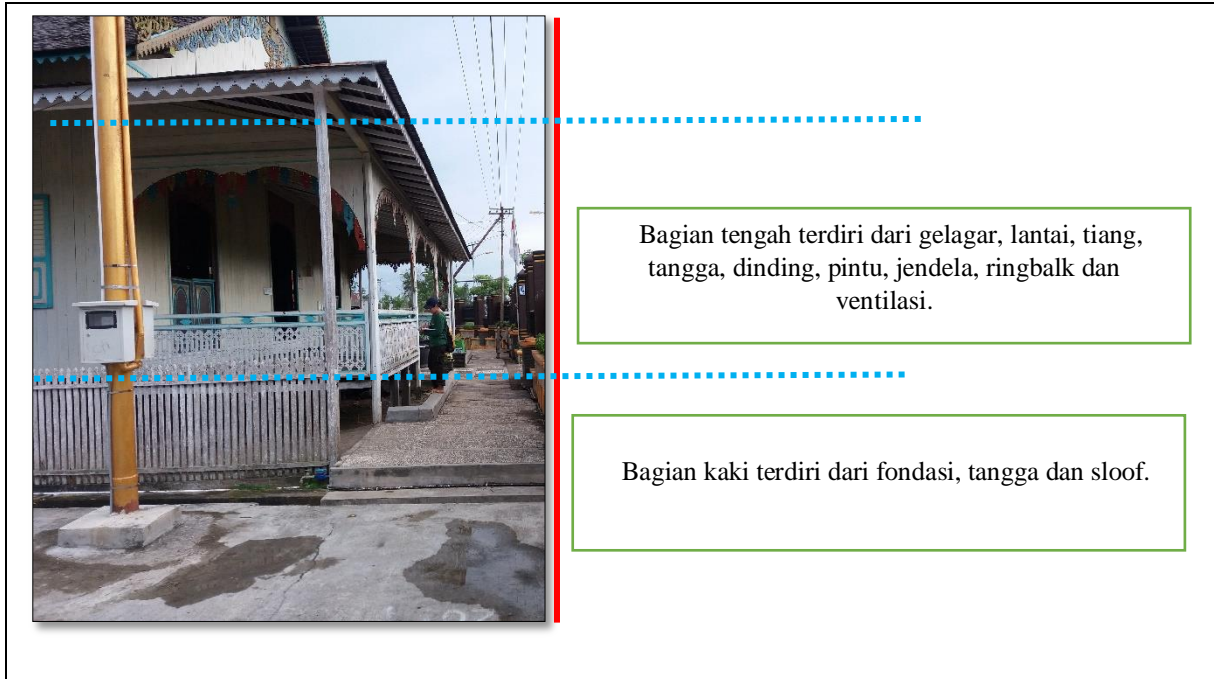 Bagian tengah terdiri dari gelagar, lantai, tiang,
tangga, dinding, pintu, jendela, ringbalk dan
ventilasi.
Bagian kaki terdiri dari fondasi, tangga dan sloof.